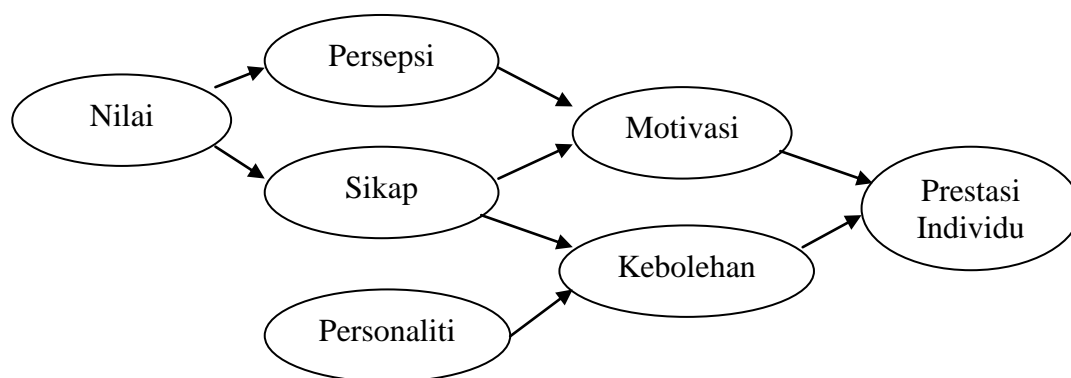 Persepsi
Nilai
Motivasi
Sikap
Prestasi
Individu
Kebolehan
Personaliti